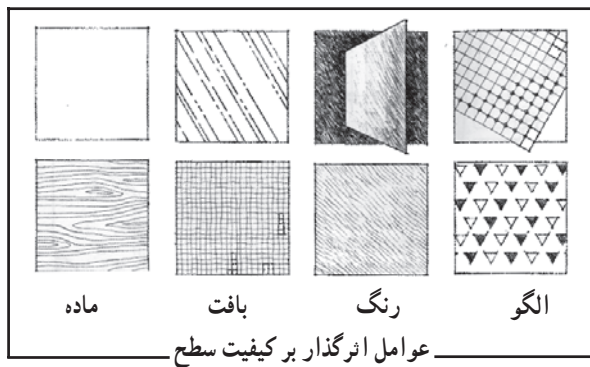 الگو رنگ بافت ماده
عوامل اثرگذار بر کیفیت سطح